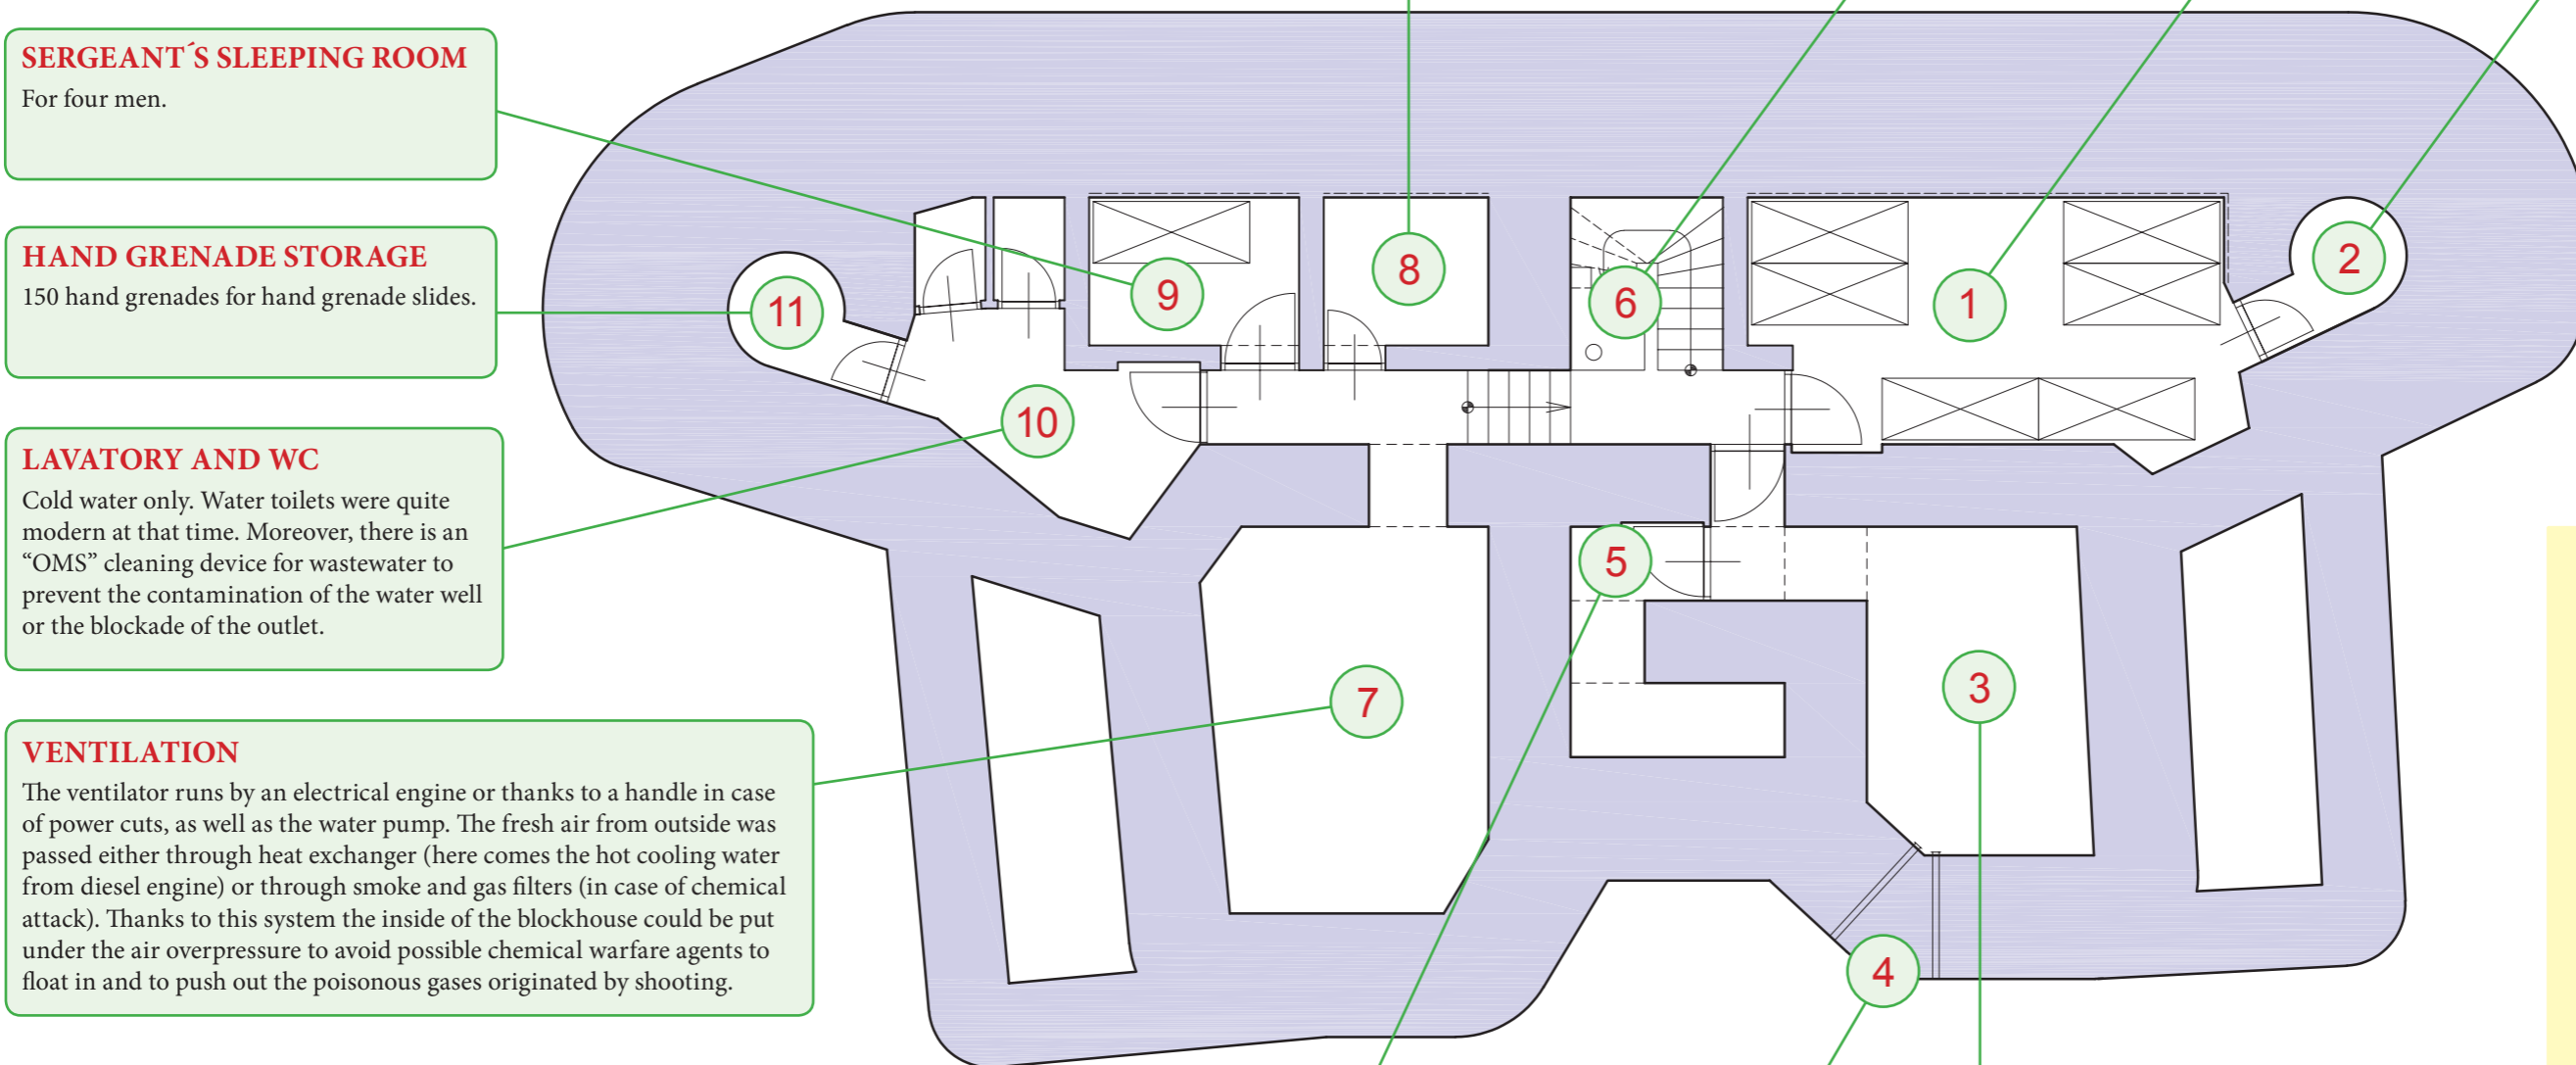 SERGEANT´S SLEEPING ROOM
For four men.
HAND GRENADE STORAGE
150 hand grenades for hand grenade slides.
LAVATORY AND WC
Cold water only. Water toilets were quite
modern at that time. Moreover, there is an
“OMS” cleaning device for wastewater to
prevent the contamination of the water well
or the blockade of the outlet.
VENTILATION
The ventilator runs by an electrical engine or thanks to a handle in case
of power cuts, as well as the water pump. The fresh air from outside was
passed either through heat exchanger (here comes the hot cooling water
from diesel engine) or through smoke and gas filters (in case of chemical
attack). Thanks to this system the inside of the blockhouse could be put
under the air overpressure to avoid possible chemical warfare agents to
float in and to push out the poisonous gases originated by shooting.
11
10
9
8
6
1
2
7
5
3
4